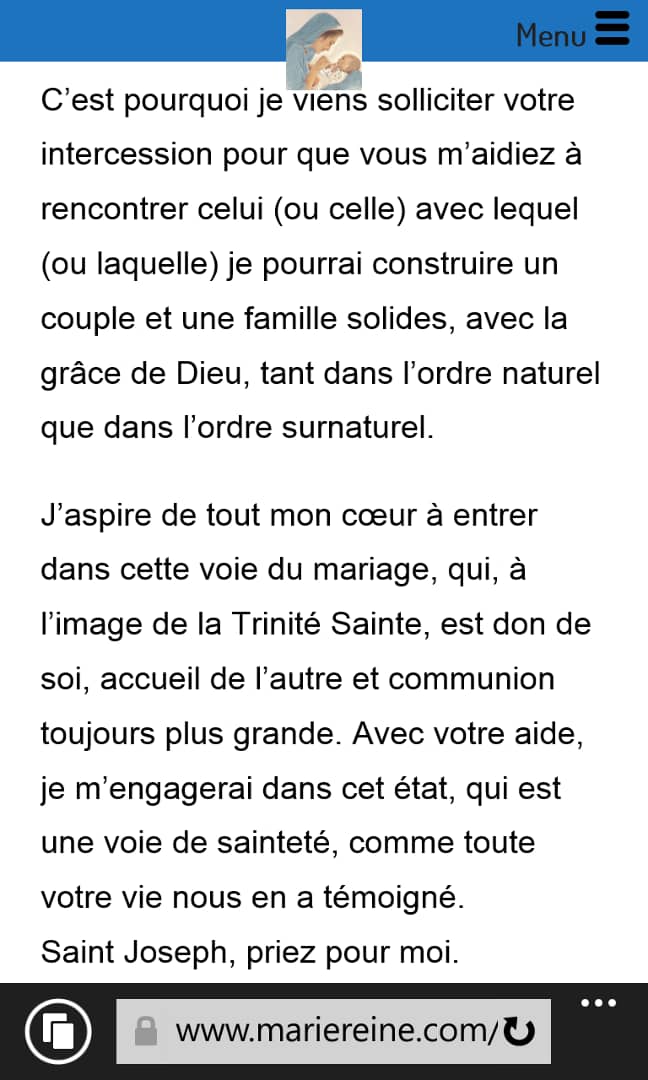 Menu
C’est pourquoi je viens solliciter votre
intercession pour que vous m’aidiez à
rencontrer celui (ou celle) avec lequel
(ou laquelle) je pourrai construire un
couple et une famille solides, avec la
grâce de Dieu, tant dans l’ordre naturel
que dans l’ordre surnaturel.
J’aspire de tout mon cœur à entrer
dans cette voie du mariage, qui, à
l’image de la Trinité Sainte, est don de
soi, accueil de l’autre et communion
toujours plus grande. Avec votre aide,
je m’engagerai dans cet état, qui est
une voie de sainteté, comme toute
votre vie nous en a témoigné.
Saint Joseph, priez pour moi.
www.mariereine.com/